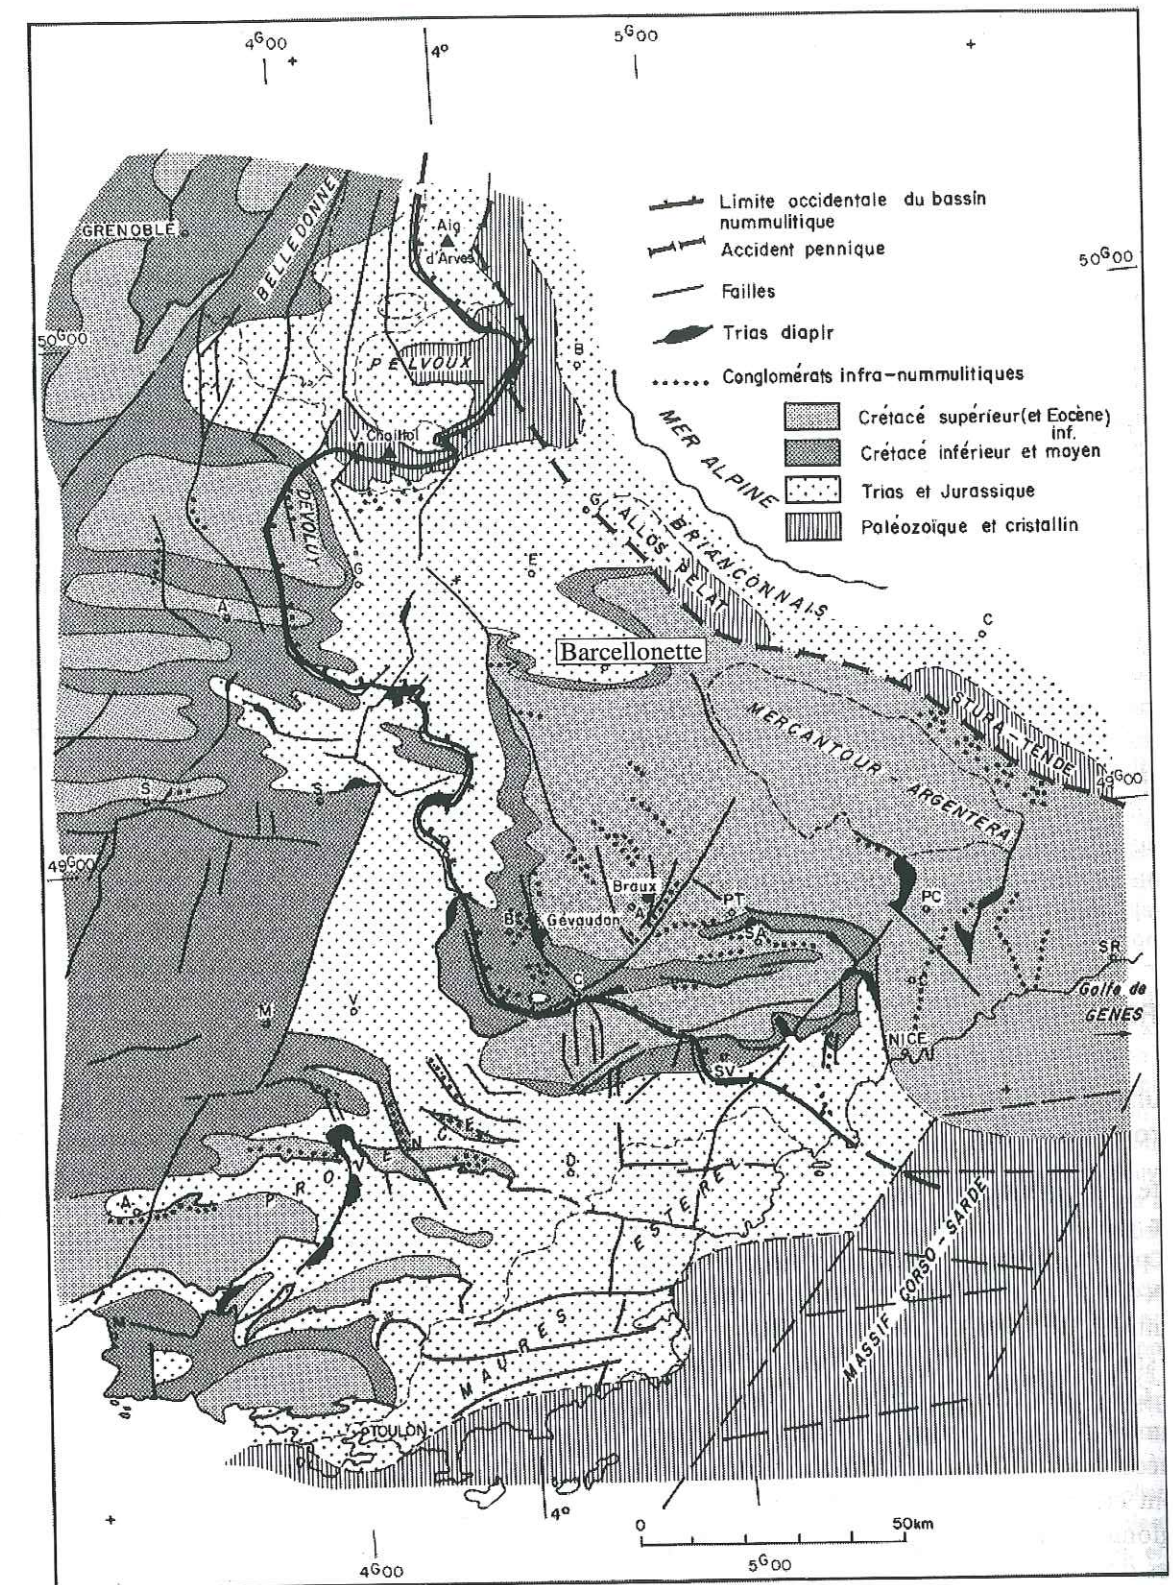 4G00
5G00
4°
Limite occidentale du bassin
nummulitique
Accident pennique
Failles
Trias diapir
Conglomérats infra-nummulitiques
Crétacé supérieur (et Eocène)
inf.
Crétacé inférieur et moyen
Trias et Jurassique
Paléozoïque et cristallin
50G00
GRENOBLE
BELLEDONNE
Aig
d'Arves
50G00
PELVOUX
B
V. Chaillol
MER ALPINE
DÉVOLUY
G
G
ALLOS-PELAT
BRIANÇONNAIS
E
A
C
Barcellonette
MERCANTOUR-ARGENTERA
STURA-TENDE
49G00
S
S
D
49G00
Braux
A
PT
PC
B
Gévaudan
SA
SR
C
Golfe de
GENES
M
V
NICE
SV
PROVENCE
D
A
ESTEREL
MASSIF CORSO-SARDE
M
MAURES
TOULON
4°
0
50km
4G00
5G00